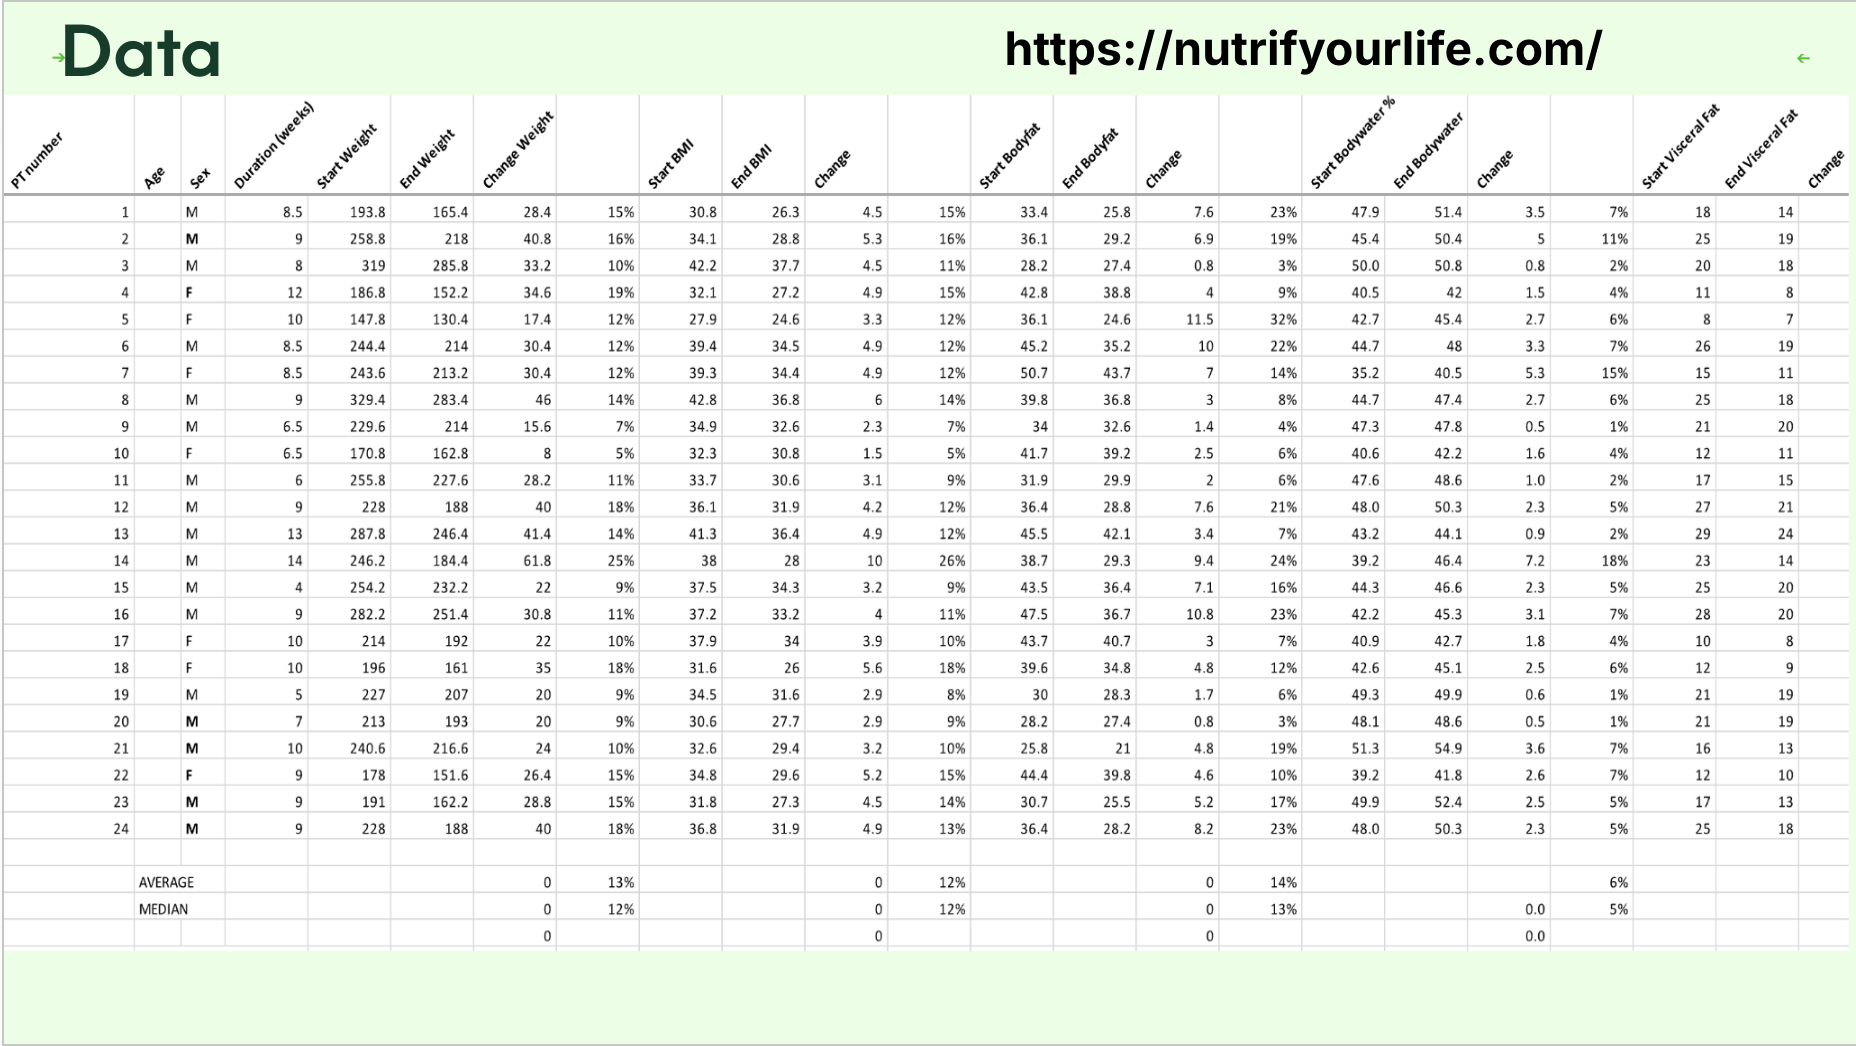 Data https://nutrifyourlife.com/
PT number Age Sex Duration (weeks) Start Weight End Weight Change Weight Start BMI End BMI Change Start Bodyfat End Bodyfat Change Start Bodywater % End Bodywater Change Start Visceral Fat End Visceral Fat Change
1 M 8.5 193.8 165.4 28.4 15% 30.8 26.3 4.5 15% 33.4 25.8 7.6 23% 47.9 51.4 3.5 7% 18 14
2 M 9 258.8 218 40.8 16% 34.1 28.8 5.3 16% 36.1 29.2 6.9 19% 45.4 50.4 5 11% 25 19
3 M 8 319 285.8 33.2 10% 42.2 37.7 4.5 11% 28.2 27.4 0.8 3% 50.0 50.8 0.8 2% 20 18
4 F 12 186.8 152.2 34.6 19% 32.1 27.2 4.9 15% 42.8 38.8 4 9% 40.5 42 1.5 4% 11 8
5 F 10 147.8 130.4 17.4 12% 27.9 24.6 3.3 12% 36.1 24.6 11.5 32% 42.7 45.4 2.7 6% 8 7
6 M 8.5 244.4 214 30.4 12% 39.4 34.5 4.9 12% 45.2 35.2 10 22% 44.7 48 3.3 7% 26 19
7 F 8.5 243.6 213.2 30.4 12% 39.3 34.4 4.9 12% 50.7 43.7 7 14% 35.2 40.5 5.3 15% 15 11
8 M 9 329.4 283.4 46 14% 42.8 36.8 6 14% 39.8 36.8 3 8% 44.7 47.4 2.7 6% 25 18
9 M 6.5 229.6 214 15.6 7% 34.9 32.6 2.3 7% 34 32.6 1.4 4% 47.3 47.8 0.5 1% 21 20
10 F 6.5 170.8 162.8 8 5% 32.3 30.8 1.5 5% 41.7 39.2 2.5 6% 40.6 42.2 1.6 4% 12 11
11 M 6 255.8 227.6 28.2 11% 33.7 30.6 3.1 9% 31.9 29.9 2 6% 47.6 48.6 1.0 2% 17 15
12 M 9 228 188 40 18% 36.1 31.9 4.2 12% 36.4 28.8 7.6 21% 48.0 50.3 2.3 5% 27 21
13 M 13 287.8 246.4 41.4 14% 41.3 36.4 4.9 12% 45.5 42.1 3.4 7% 43.2 44.1 0.9 2% 29 24
14 M 14 246.2 184.4 61.8 25% 38 28 10 26% 38.7 29.3 9.4 24% 39.2 46.4 7.2 18% 23 14
15 M 4 254.2 232.2 22 9% 37.5 34.3 3.2 9% 43.5 36.4 7.1 16% 44.3 46.6 2.3 5% 25 20
16 M 9 282.2 251.4 30.8 11% 37.2 33.2 4 11% 47.5 36.7 10.8 23% 42.2 45.3 3.1 7% 28 20
17 F 10 214 192 22 10% 37.9 34 3.9 10% 43.7 40.7 3 7% 40.9 42.7 1.8 4% 10 8
18 F 10 196 161 35 18% 31.6 26 5.6 18% 39.6 34.8 4.8 12% 42.6 45.1 2.5 6% 12 9
19 M 5 227 207 20 9% 34.5 31.6 2.9 8% 30 28.3 1.7 6% 49.3 49.9 0.6 1% 21 19
20 M 7 213 193 20 9% 30.6 27.7 2.9 9% 28.2 27.4 0.8 3% 48.1 48.6 0.5 1% 21 19
21 M 10 240.6 216.6 24 10% 32.6 29.4 3.2 10% 25.8 21 4.8 19% 51.3 54.9 3.6 7% 16 13
22 F 9 178 151.6 26.4 15% 34.8 29.6 5.2 15% 44.4 39.8 4.6 10% 39.2 41.8 2.6 7% 12 10
23 M 9 191 162.2 28.8 15% 31.8 27.3 4.5 14% 30.7 25.5 5.2 17% 49.9 52.4 2.5 5% 17 13
24 M 9 228 188 40 18% 36.8 31.9 4.9 13% 36.4 28.2 8.2 23% 48.0 50.3 2.3 5% 25 18
AVERAGE 0 13% 0 12% 0 14% 6%
MEDIAN 0 12% 0 12% 0 13% 0.0 5%
0 0 0 0.0